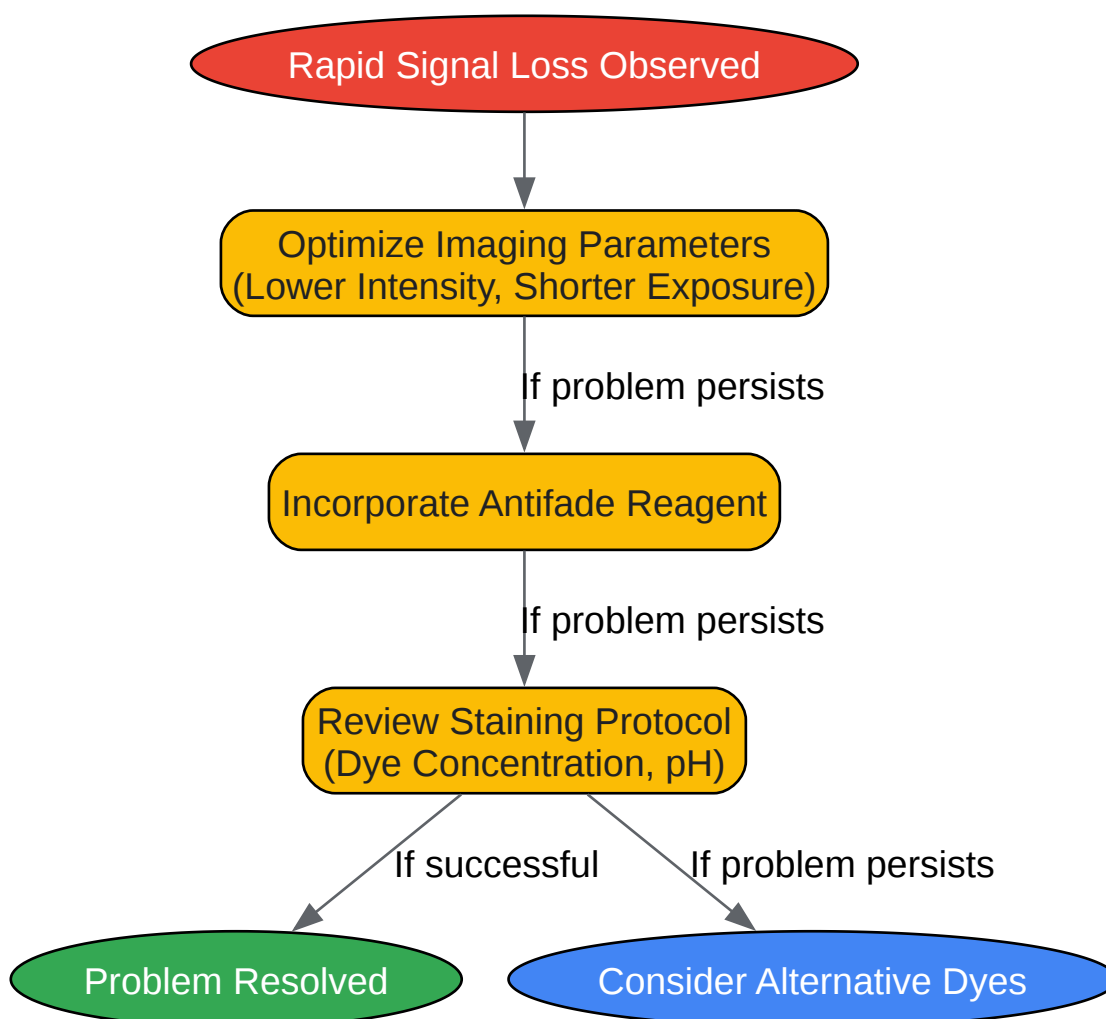 Rapid Signal Loss Observed
Optimize Imaging Parameters
(Lower Intensity, Shorter Exposure)
If problem persists
Incorporate Antifade Reagent
If problem persists
Review Staining Protocol
(Dye Concentration, pH)
If successful
If problem persists
Problem Resolved
Consider Alternative Dyes